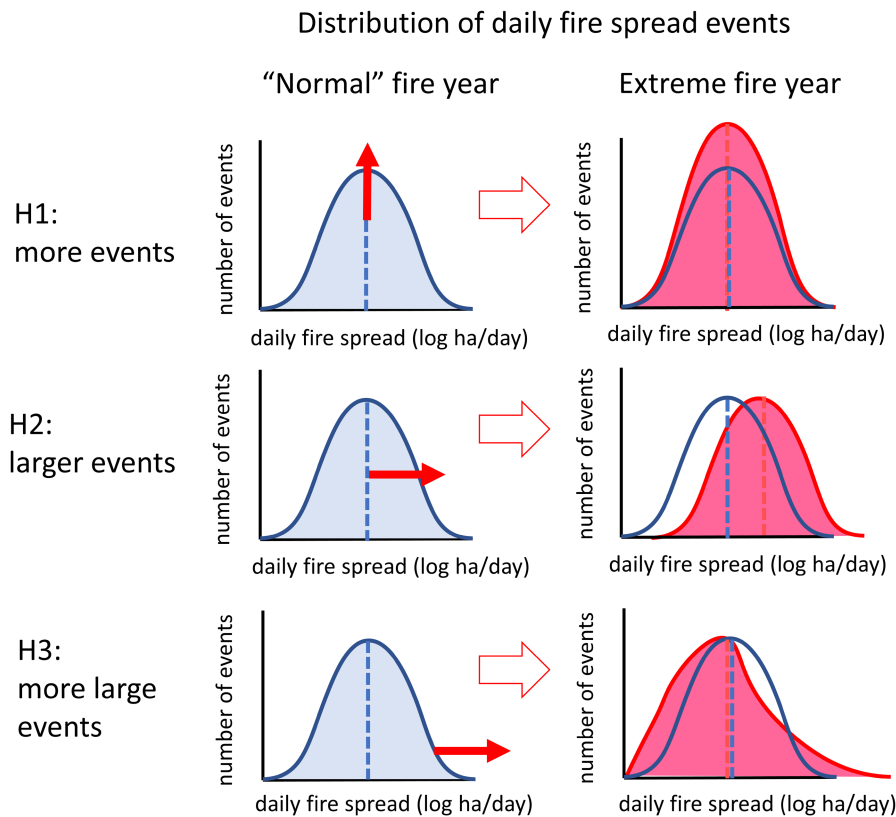 Distribution of daily fire spread events
“Normal” fire year
Extreme fire year
H1:
more events
number of events
daily fire spread (log ha/day)
number of events
daily fire spread (log ha/day)
H2:
larger events
number of events
daily fire spread (log ha/day)
number of events
daily fire spread (log ha/day)
H3:
more large
events
number of events
daily fire spread (log ha/day)
number of events
daily fire spread (log ha/day)